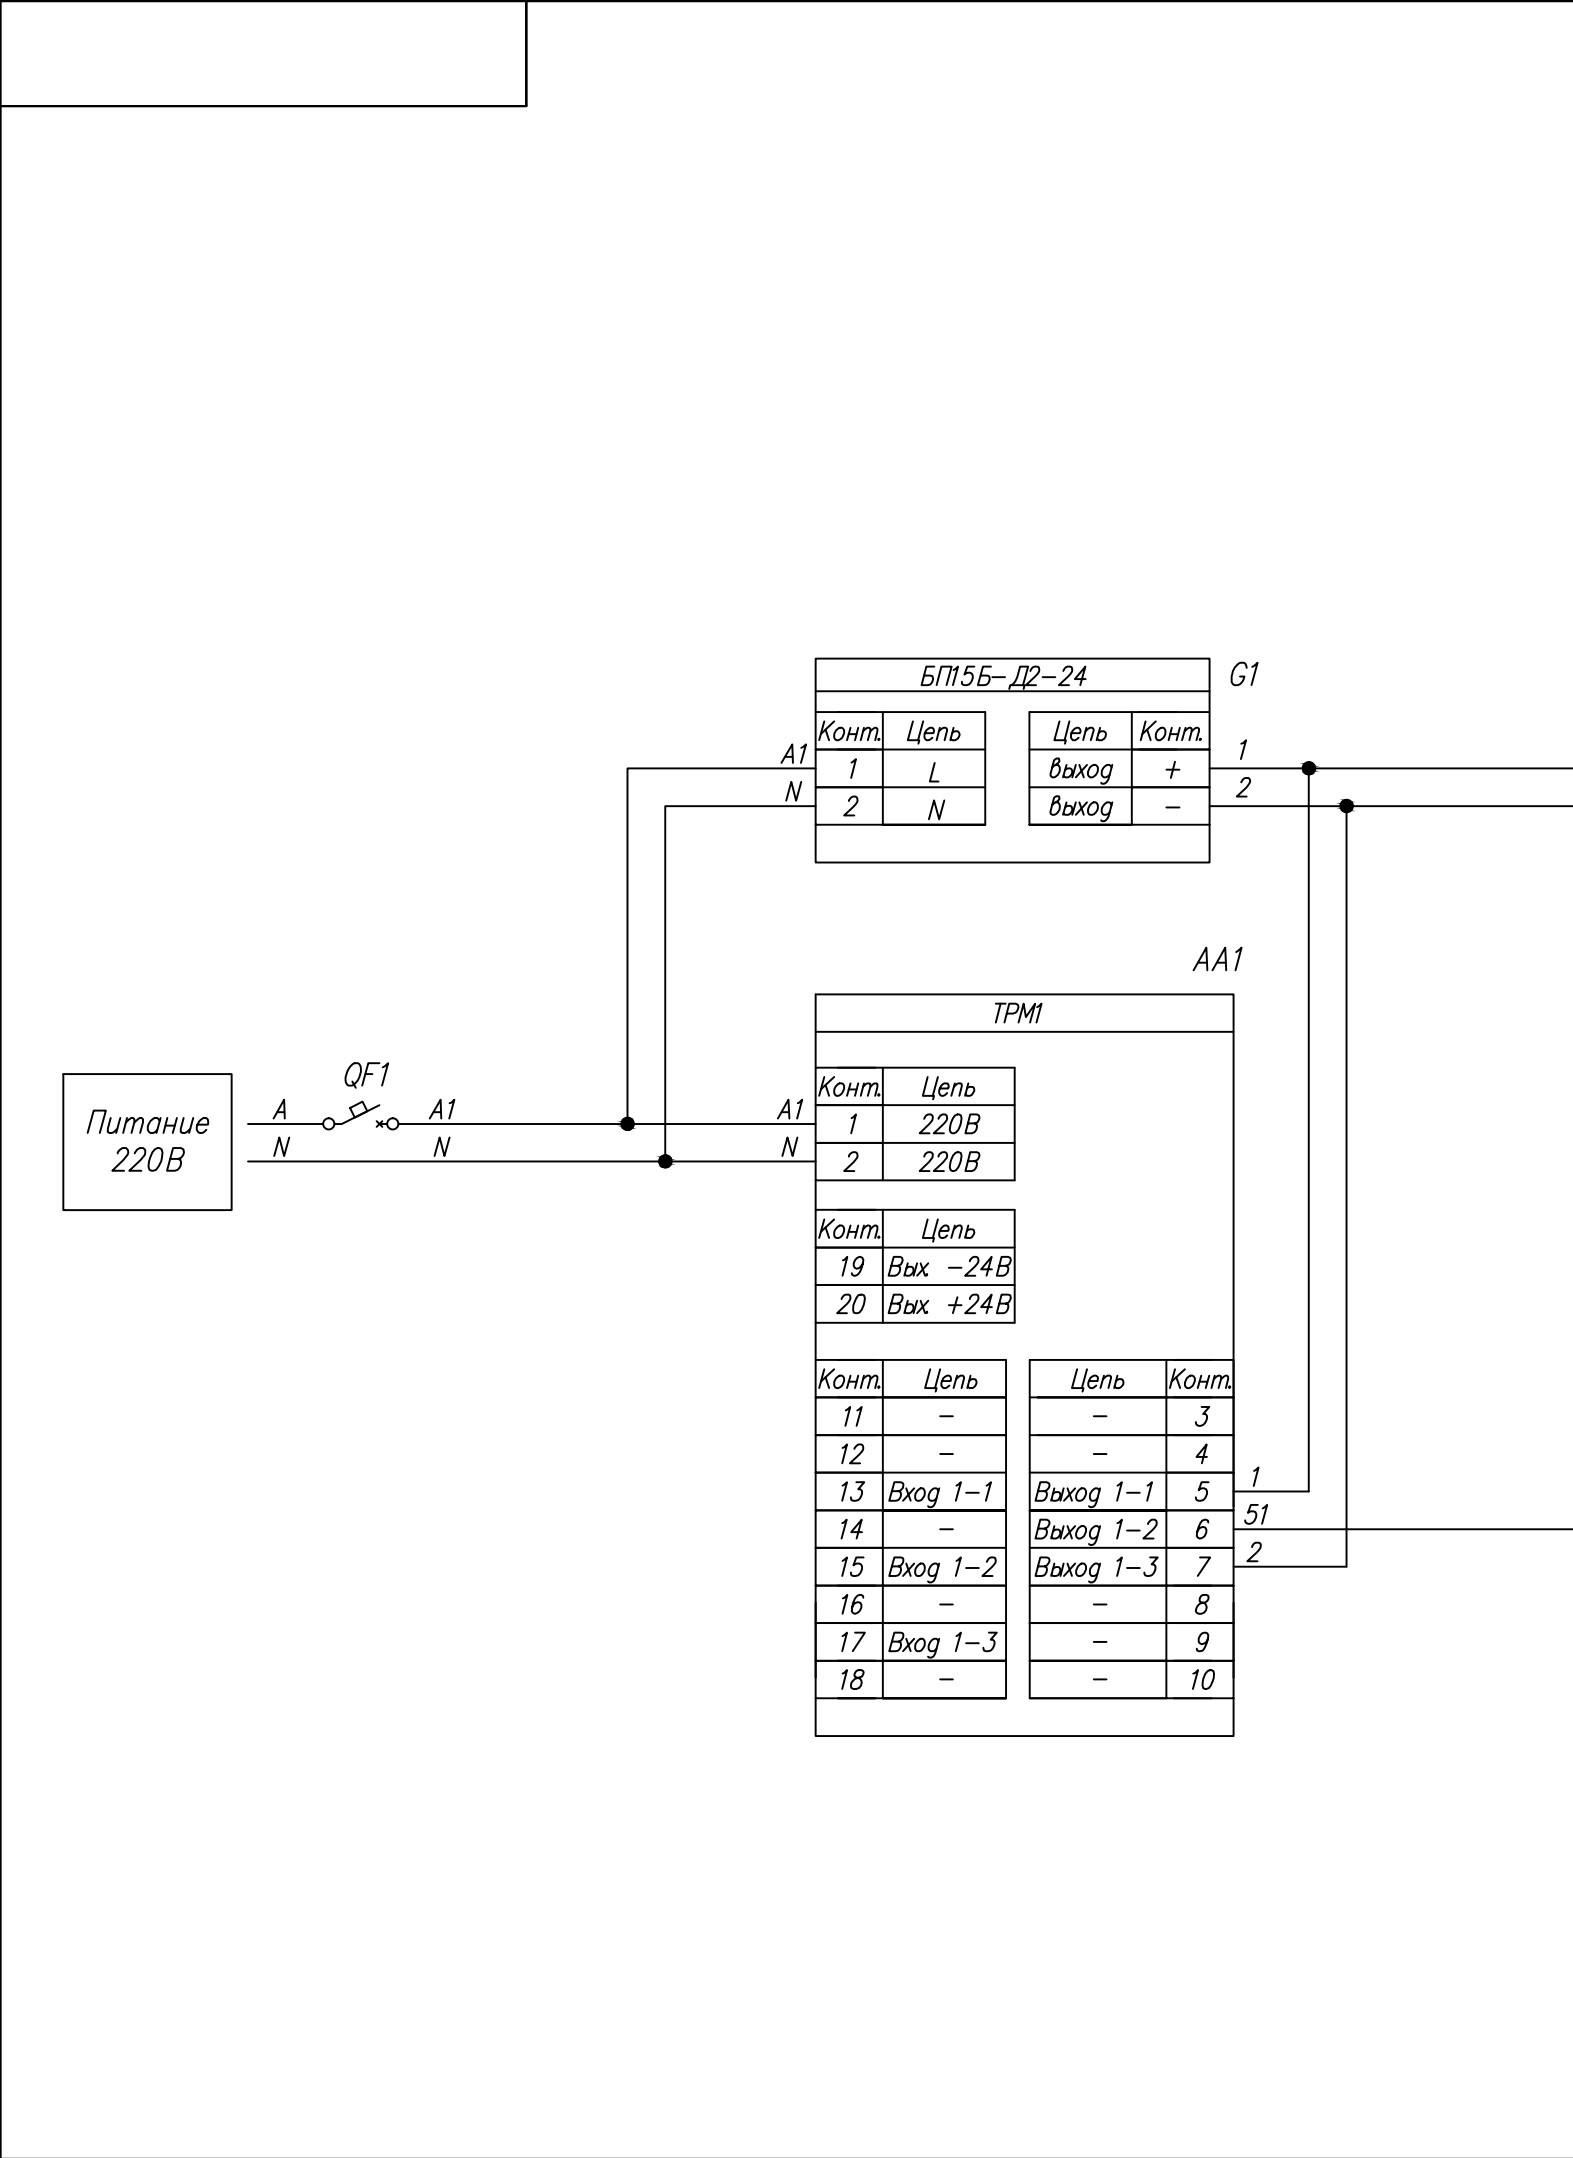 БП15Б-Д2-24 G1
Конт. Цепь Цепь Конт.
A1 1 L выход + 1
N 2 N выход - 2
AA1
ТРМ1
QF1
Питание
220В
Конт. Цепь
A A1 A1 1 220В
N N N 2 220В
Конт. Цепь
19 Вых. -24В
20 Вых. +24В
Конт. Цепь Цепь Конт.
11 - - 3
12 - - 4
13 Вход 1-1 Выход 1-1 5 1
14 - Выход 1-2 6 51
15 Вход 1-2 Выход 1-3 7 2
16 - - 8
17 Вход 1-3 - 9
18 - - 10